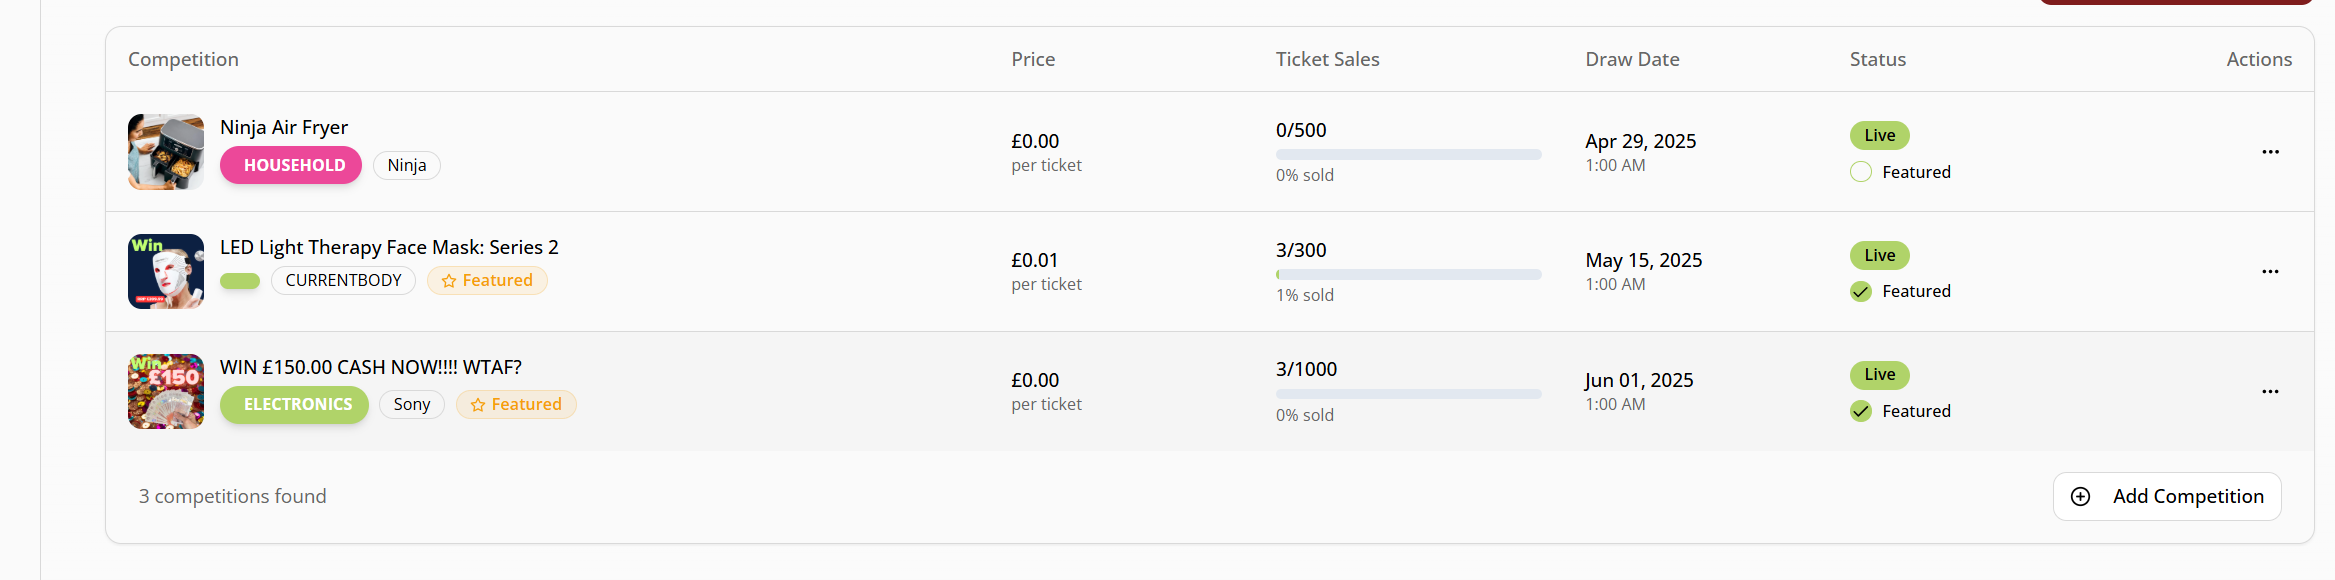 Competition Price Ticket Sales Draw Date Status Actions
Ninja Air Fryer
HOUSEHOLD Ninja
£0.00
per ticket
0/500
0% sold
Apr 29, 2025
1:00 AM
Live
Featured
Win
LED Light Therapy Face Mask: Series 2
CURRENTBODY Featured
£0.01
per ticket
3/300
1% sold
May 15, 2025
1:00 AM
Live
Featured
Win
£150
WIN £150.00 CASH NOW!!!! WTAF?
ELECTRONICS Sony Featured
£0.00
per ticket
3/1000
0% sold
Jun 01, 2025
1:00 AM
Live
Featured
3 competitions found
Add Competition